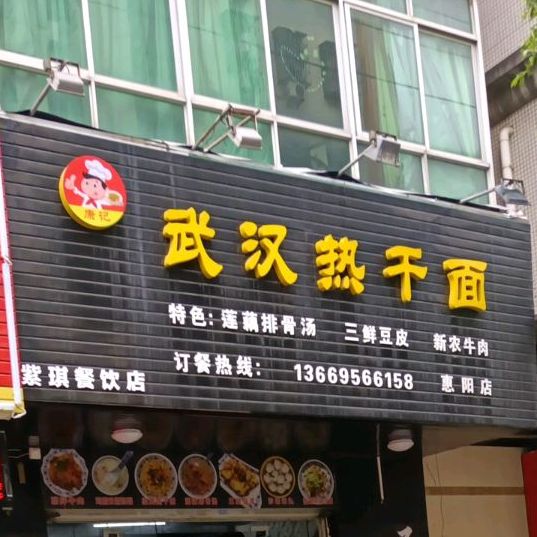 康记
武汉热干面
特色:莲藕排骨汤 三鲜豆皮 新农牛肉
订餐热线: 13669566158 惠阳店
紫琪餐饮店